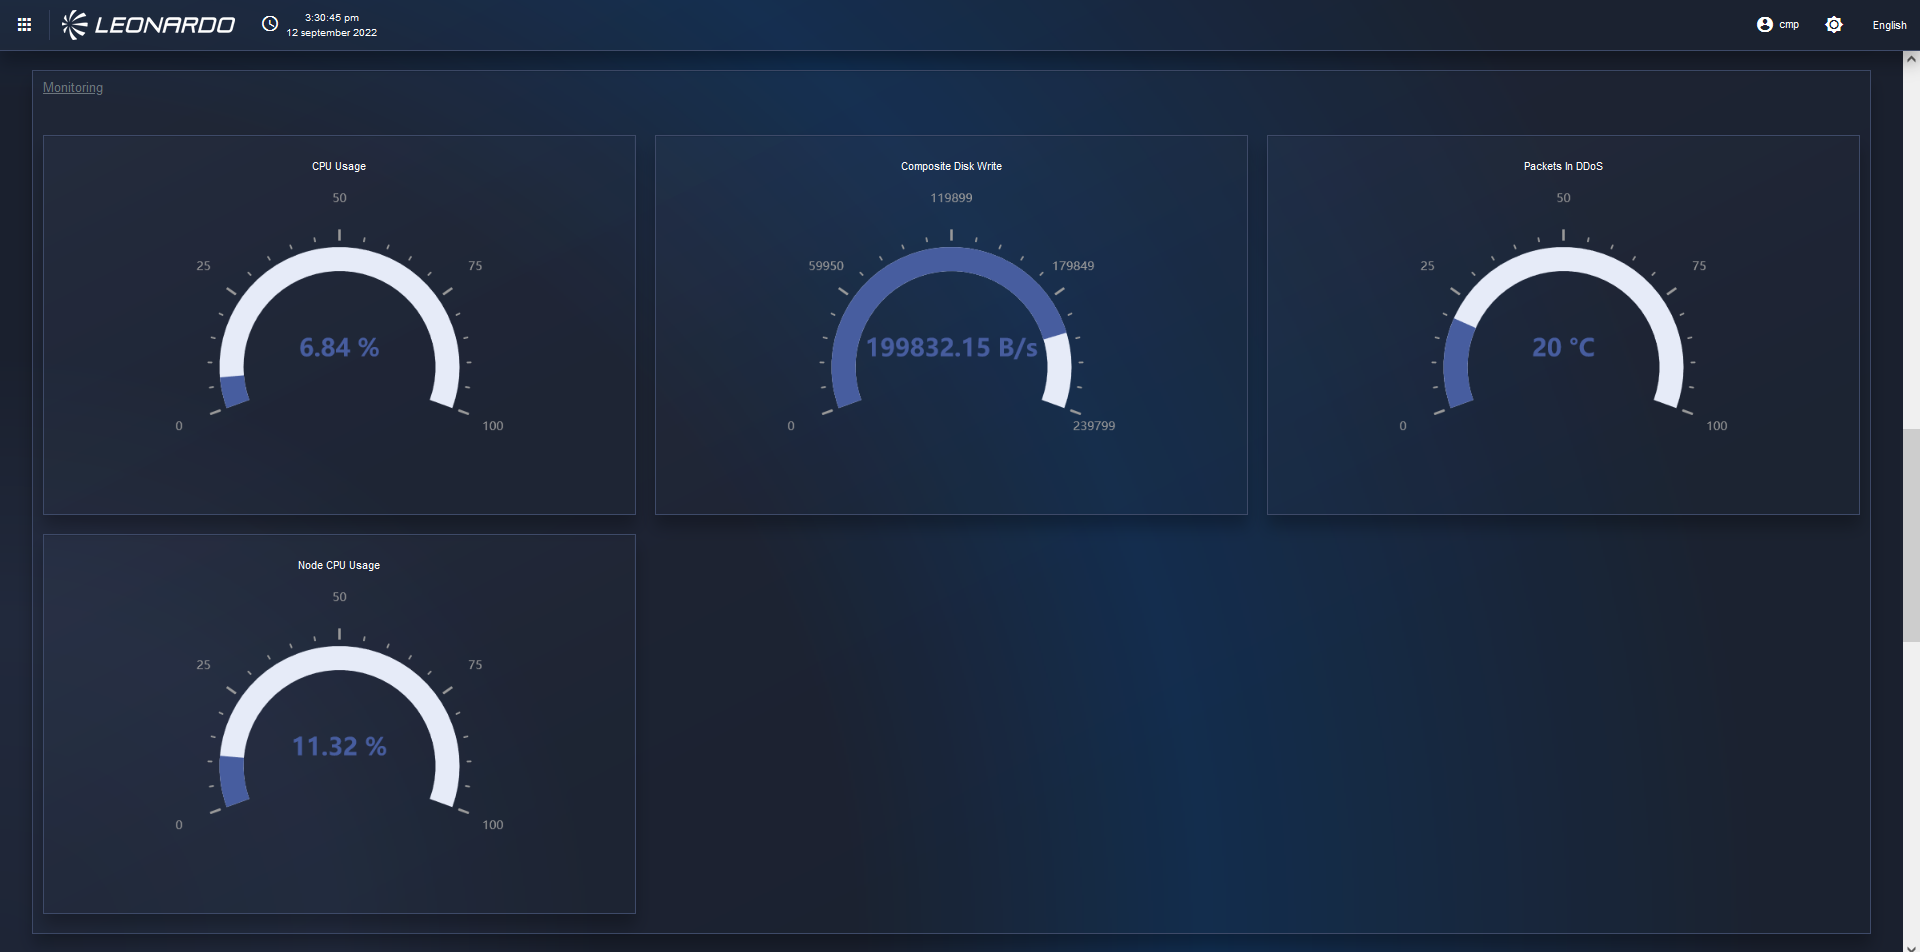 LEONARDO
3:30:45 pm
12 september 2022
cmp
English
Monitoring
CPU Usage
50
25
75
6.84 %
0
100
Composite Disk Write
119899
59950
179849
199832.15 B/s
0
239799
Packets In DDoS
50
25
75
20 °C
0
100
Node CPU Usage
50
25
75
11.32 %
0
100